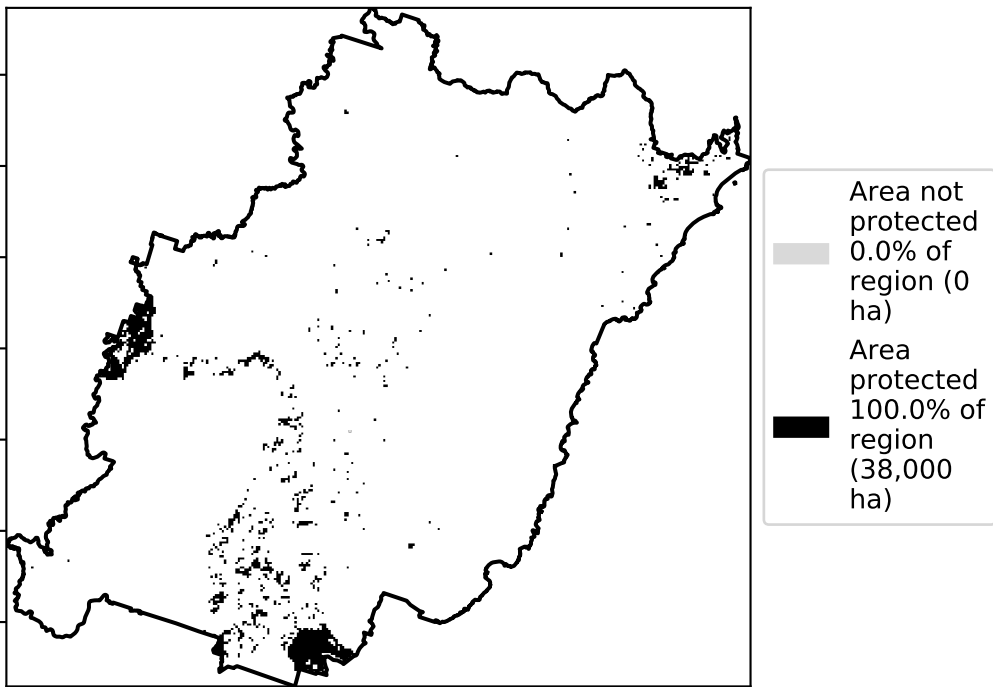 Area not
protected
0.0% of
region (0
ha)
Area
protected
100.0% of
region
(38,000
ha)